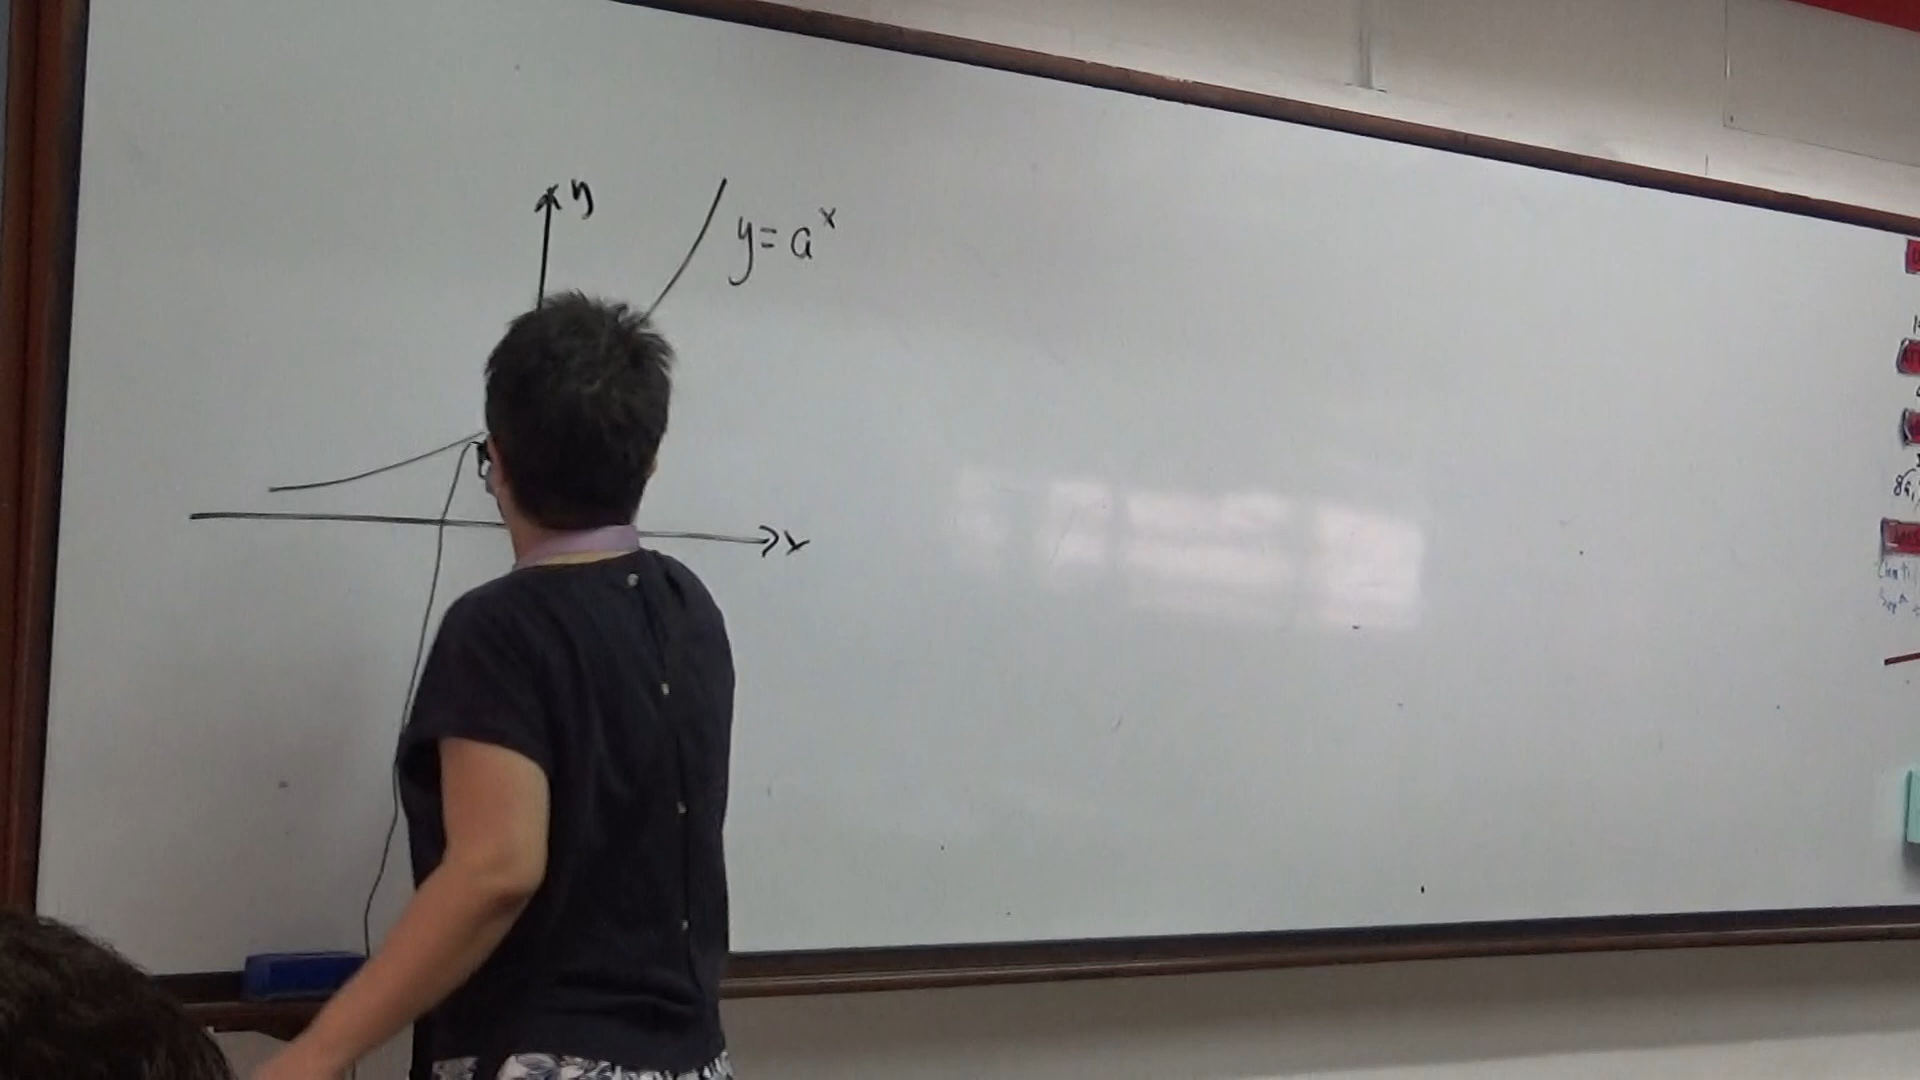 y
y = a^x
x